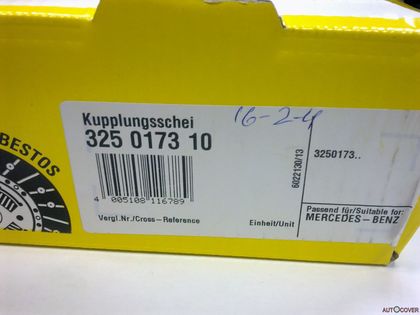 Kupplungsschei
325 0173 10
16-2-4
6022130/13
3250173..
BESTOS
4 005108 116789
Vergl.Nr./Cross-Reference
Einheit/Unit
Passend für/Suitable for:
MERCEDES-BENZ
AUTOCOVER